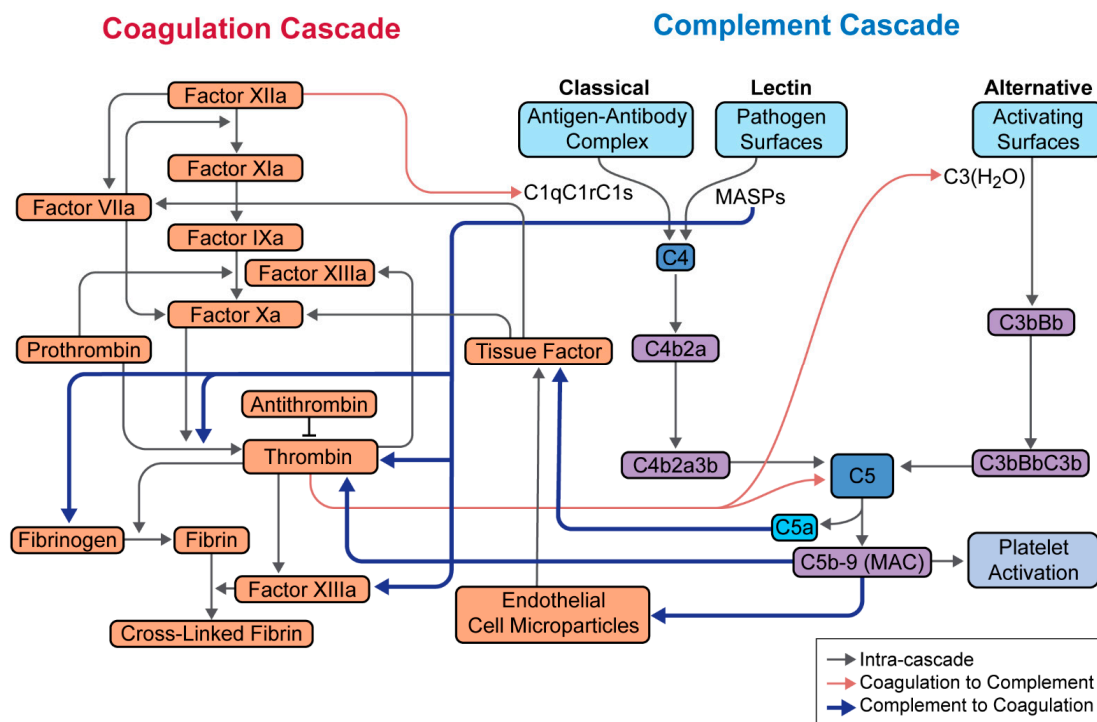 Coagulation Cascade
Complement Cascade
Classical
Lectin
Alternative
Factor XIIa
Antigen-Antibody
Complex
Pathogen
Surfaces
Activating
Surfaces
Factor XIa
C1qC1rC1s
MASPs
C3(H₂O)
Factor VIIa
Factor IXa
C4
Factor XIIIa
Factor Xa
C3bBb
Prothrombin
Tissue Factor
C4b2a
Antithrombin
Thrombin
C4b2a3b
C5
C3bBbC3b
C5a
Fibrinogen
Fibrin
C5b-9 (MAC)
Platelet
Activation
Factor XIIIa
Endothelial
Cell Microparticles
Cross-Linked Fibrin
Intra-cascade
Coagulation to Complement
Complement to Coagulation